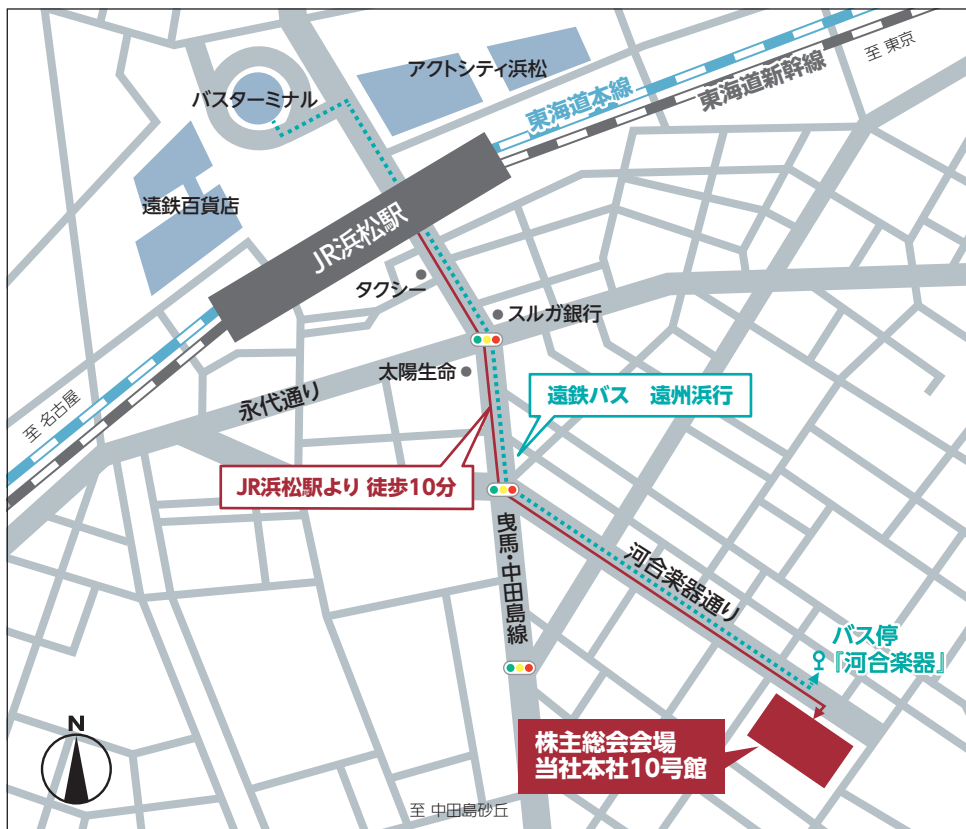 アクトシティ浜松
至 東京
バスターミナル
東海道本線
東海道新幹線
遠鉄百貨店
JR浜松駅
タクシー
スルガ銀行
太陽生命
永代通り
至 名古屋
遠鉄バス 遠州浜行
JR浜松駅より 徒歩10分
曳馬・中田島線
河合楽器通り
バス停
『河合楽器』
株主総会会場
当社本社10号館
N
至 中田島砂丘